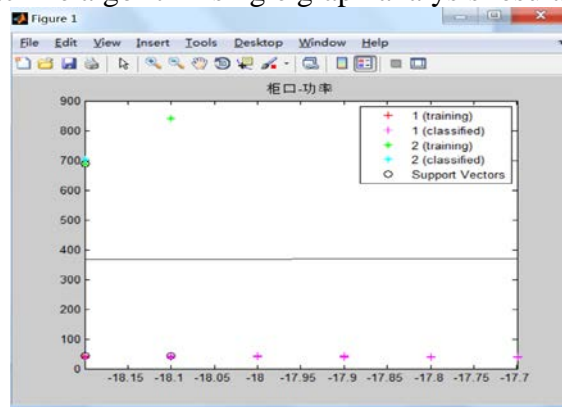 Figure 1
File Edit View Insert Tools Desktop Window Help
柜口-功率
900
800
700
600
500
400
300
200
100
0
-18.15 -18.1 -18.05 -18 -17.95 -17.9 -17.85 -17.8 -17.75 -17.7
1 (training)
1 (classified)
2 (training)
2 (classified)
Support Vectors